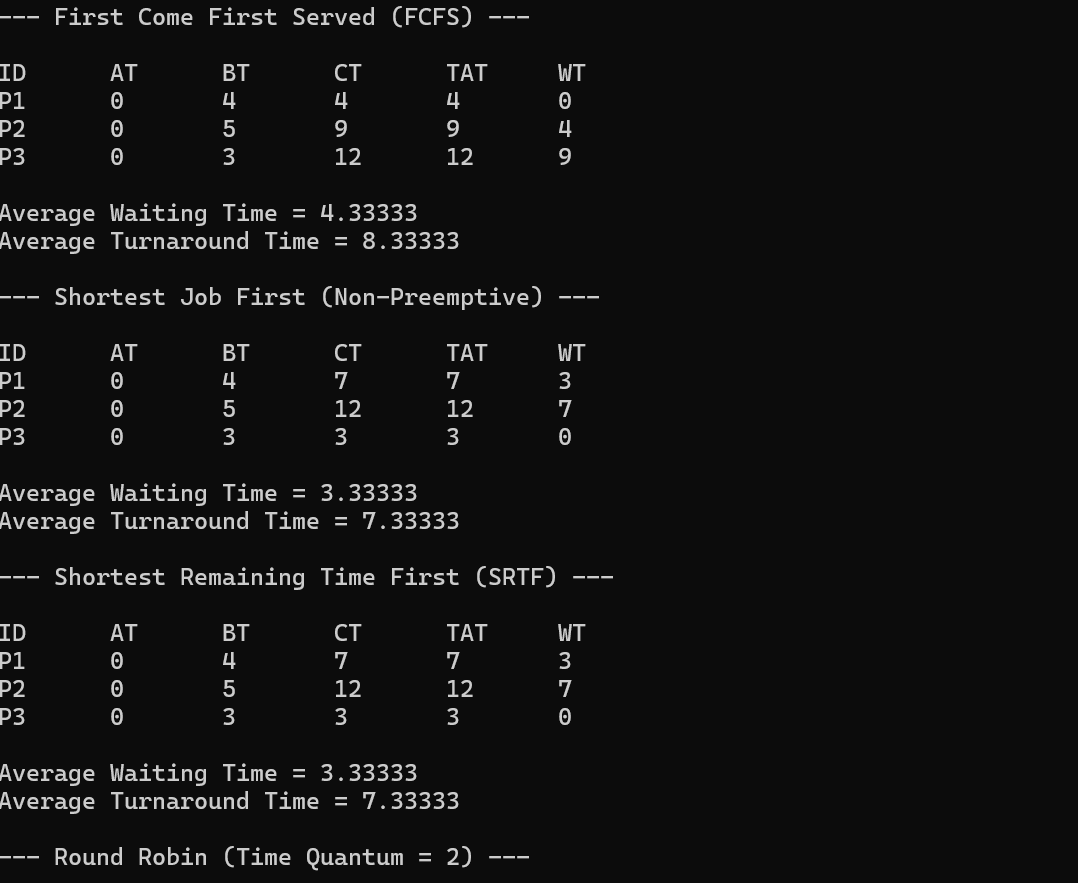 --- First Come First Served (FCFS) ---
ID AT BT CT TAT WT
P1 0 4 4 4 0
P2 0 5 9 9 4
P3 0 3 12 12 9
Average Waiting Time = 4.33333
Average Turnaround Time = 8.33333
--- Shortest Job First (Non-Preemptive) ---
ID AT BT CT TAT WT
P1 0 4 7 7 3
P2 0 5 12 12 7
P3 0 3 3 3 0
Average Waiting Time = 3.33333
Average Turnaround Time = 7.33333
--- Shortest Remaining Time First (SRTF) ---
ID AT BT CT TAT WT
P1 0 4 7 7 3
P2 0 5 12 12 7
P3 0 3 3 3 0
Average Waiting Time = 3.33333
Average Turnaround Time = 7.33333
--- Round Robin (Time Quantum = 2) ---